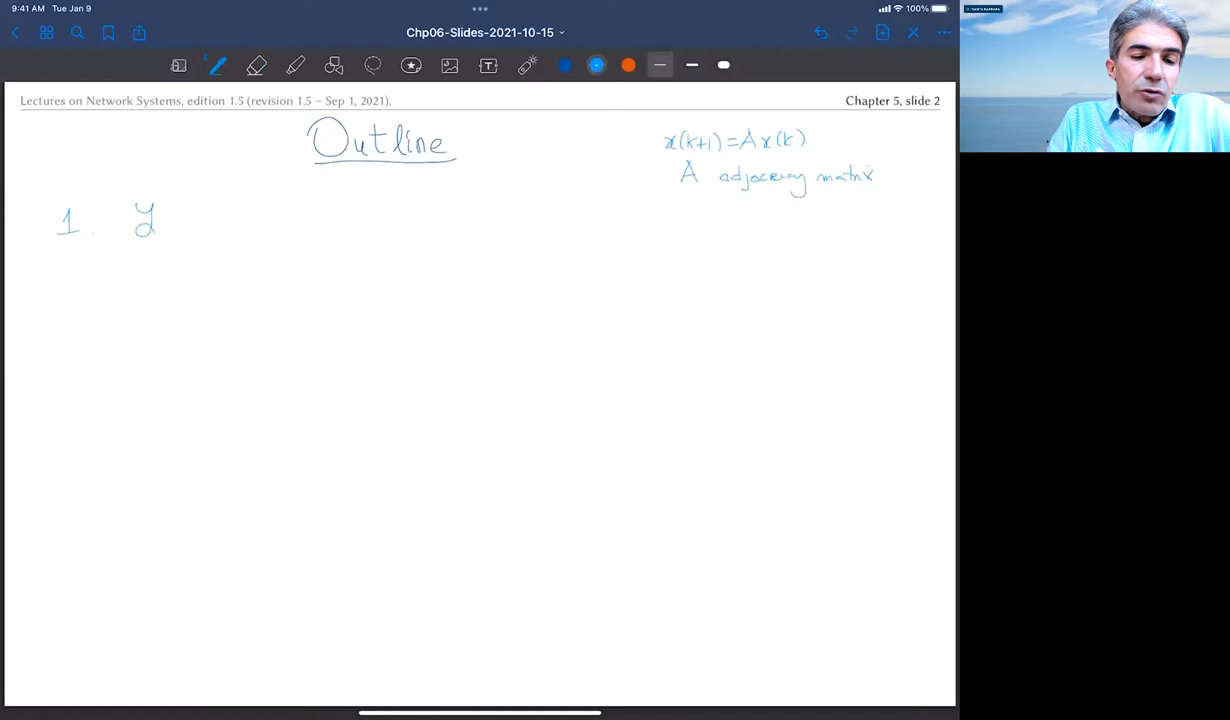 9:41 AM Tue Jan 9
100%
Chp06-Slides-2021-10-15
Lectures on Network Systems, edition 1.5 (revision 1.5 – Sep 1, 2021).
Chapter 5, slide 2
Outline
x(k+1)=Ax(k)
A adjacency matrix
1.